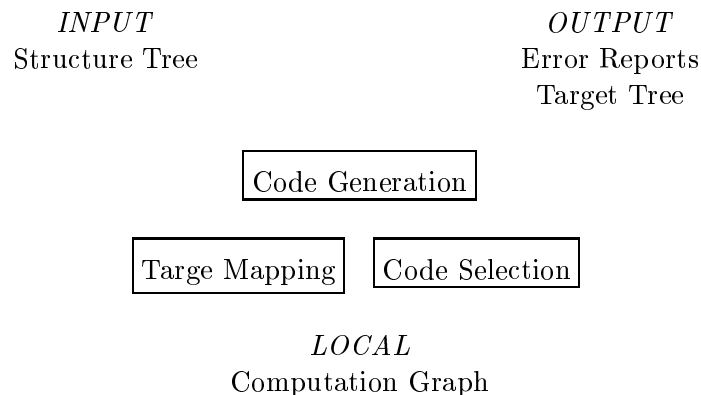 INPUT
OUTPUT
Structure Tree
Error Reports
Target Tree
Code Generation
Targe Mapping
Code Selection
LOCAL
Computation Graph